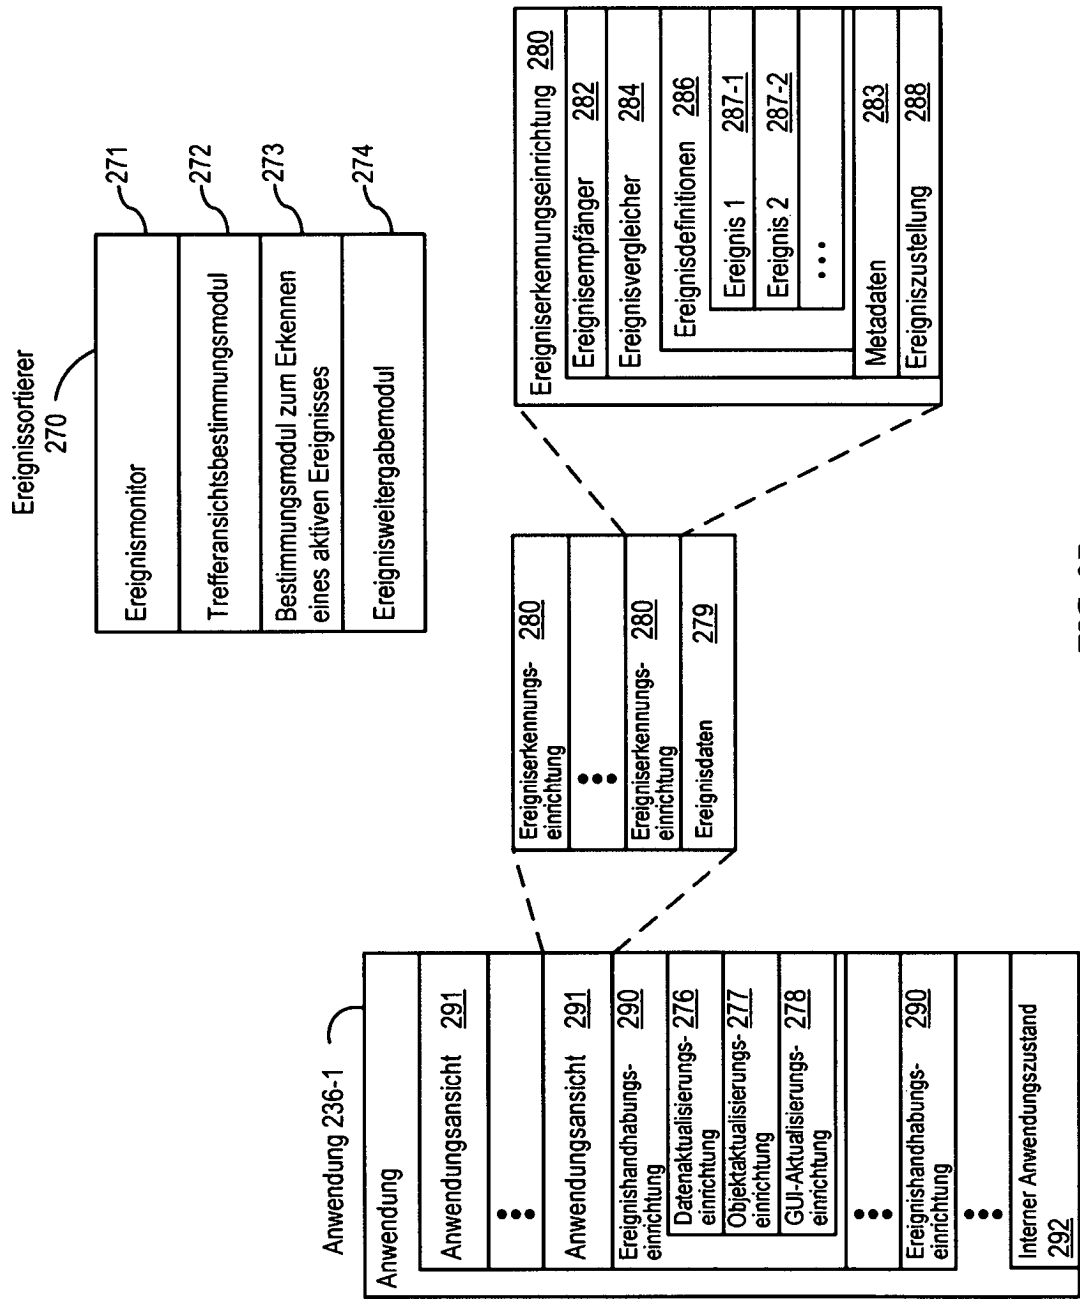 Ereignissortierer
270
Ereignismonitor
271
Trefferansichtsbestimmungsmodul
272
Bestimmungsmodul zum Erkennen
eines aktiven Ereignisses
273
Ereignisweitergabemodul
274
Anwendung 236-1
Anwendung
Anwendungsansicht 291
Anwendungsansicht 291
Ereignishandhabungs-
einrichtung 290
Datenaktualisierungs-
einrichtung 276
Objektaktualisierungs-
einrichtung 277
GUI-Aktualisierungs-
einrichtung 278
Ereignishandhabungs-
einrichtung 290
Interner Anwendungszustand
292
Ereigniserkennungs-
einrichtung 280
Ereigniserkennungs-
einrichtung 280
Ereignisdaten 279
Ereigniserkennungseinrichtung 280
Ereignisempfänger 282
Ereignisvergleicher 284
Ereignisdefinitionen 286
Ereignis 1 287-1
Ereignis 2 287-2
Metadaten 283
Ereigniszustellung 288